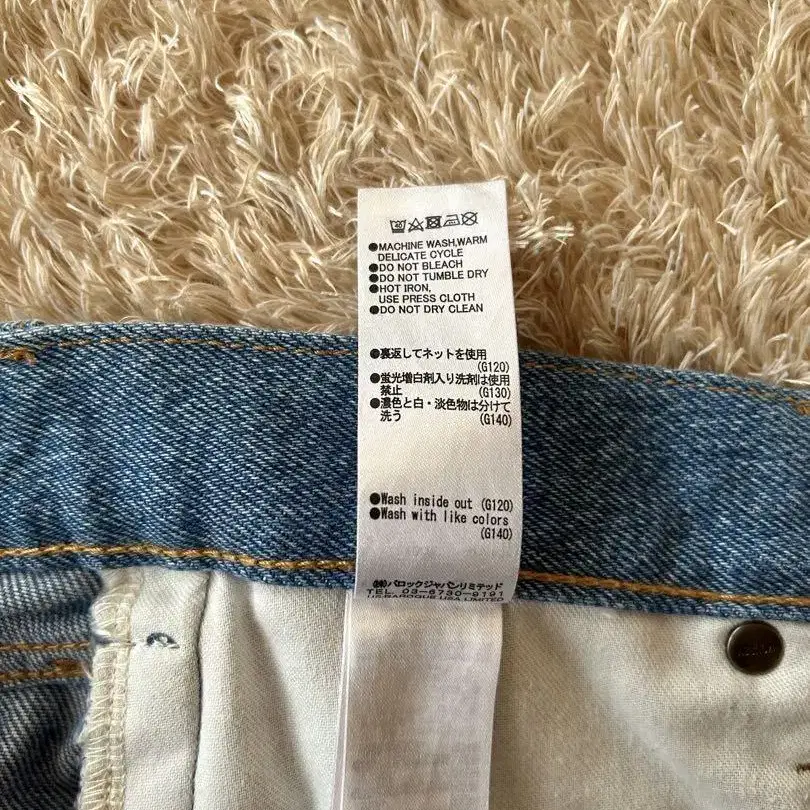 40
●MACHINE WASH,WARM
DELICATE CYCLE
●DO NOT BLEACH
●DO NOT TUMBLE DRY
●HOT IRON,
USE PRESS CLOTH
●DO NOT DRY CLEAN
●裏返してネットを使用
(G120)
●蛍光増白剤入り洗剤は使用
禁止 (G130)
●濃色と白・淡色物は分けて
洗う (G140)
●Wash inside out (G120)
●Wash with like colors
(G140)
㈱バロックジャパンリミテッド
TEL 03-6730-9191
US:BAROQUE USA LIMITED